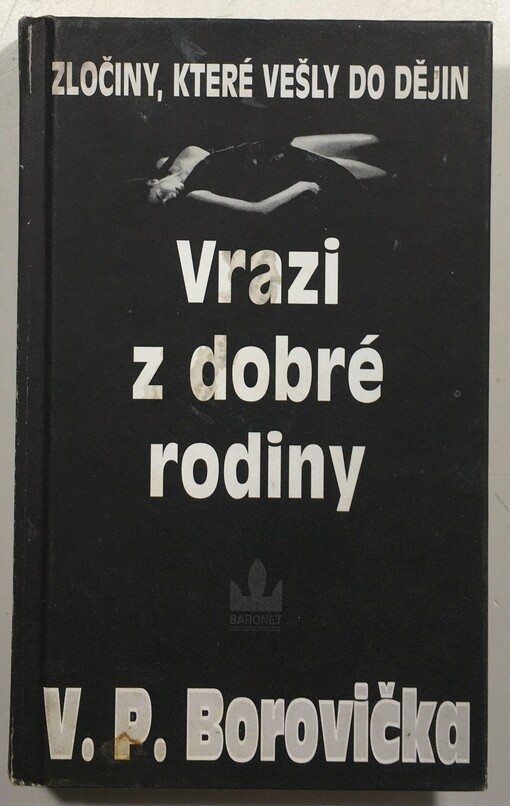 ZLOČINY, KTERÉ VEŠLY DO DĚJIN
Vrazi
z dobré
rodiny
BARONET
V. P. Borovička